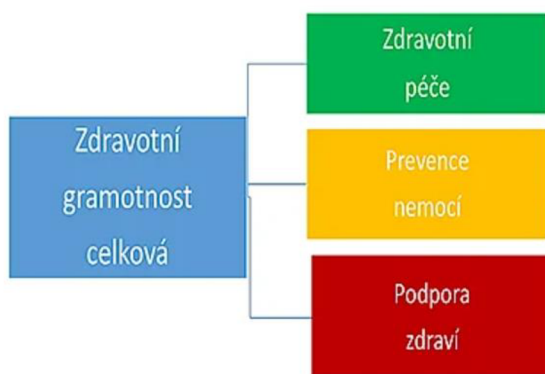 Zdravotní
gramotnost
celková
Zdravotní
péče
Prevence
nemocí
Podpora
zdraví